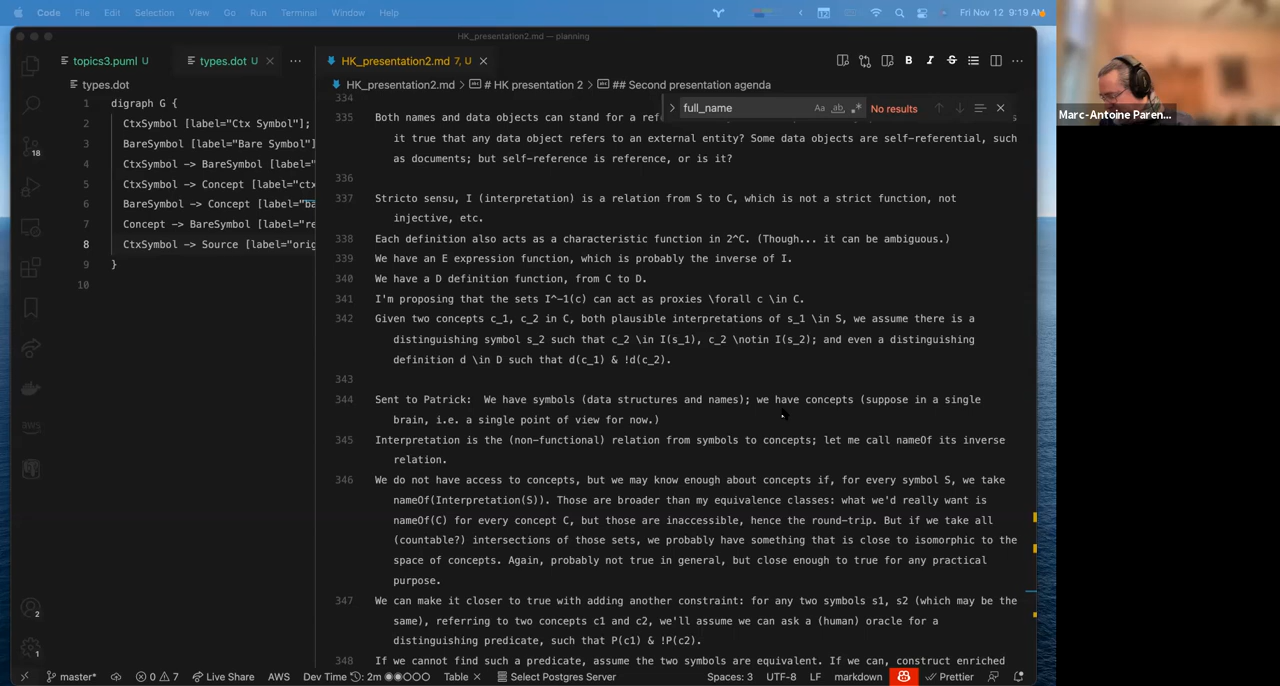 Code File Edit Selection View Go Run Terminal Window Help
Fri Nov 12 9:19 AM
HK_presentation2.md — planning
topics3.puml U
types.dot U
HK_presentation2.md 7, U
types.dot
HK_presentation2.md > # HK presentation 2 > ## Second presentation agenda
full_name
No results
1 digraph G {
2 CtxSymbol [label="Ctx Symbol"];
3 BareSymbol [label="Bare Symbol"]
4 CtxSymbol -> BareSymbol [label="
5 CtxSymbol -> Concept [label="ctx
6 BareSymbol -> Concept [label="ba
7 Concept -> BareSymbol [label="re
8 CtxSymbol -> Source [label="orig
9 }
10
334
335 Both names and data objects can stand for a
it true that any data object refers to an external entity? Some data objects are self-referential, such
as documents; but self-reference is reference, or is it?
336
337 Stricto sensu, I (interpretation) is a relation from S to C, which is not a strict function, not
injective, etc.
338 Each definition also acts as a characteristic function in 2^C. (Though... it can be ambiguous.)
339 We have an E expression function, which is probably the inverse of I.
340 We have a D definition function, from C to D.
341 I'm proposing that the sets I^-1(c) can act as proxies \forall c \in C.
342 Given two concepts c_1, c_2 in C, both plausible interpretations of s_1 \in S, we assume there is a
distinguishing symbol s_2 such that c_2 \in I(s_1), c_2 \notin I(s_2); and even a distinguishing
definition d \in D such that d(c_1) & !d(c_2).
343
344 Sent to Patrick:  We have symbols (data structures and names); we have concepts (suppose in a single
brain, i.e. a single point of view for now.)
345 Interpretation is the (non-functional) relation from symbols to concepts; let me call nameOf its inverse
relation.
346 We do not have access to concepts, but we may know enough about concepts if, for every symbol S, we take
nameOf(Interpretation(S)). Those are broader than my equivalence classes: what we'd really want is
nameOf(C) for every concept C, but those are inaccessible, hence the round-trip. But if we take all
(countable?) intersections of those sets, we probably have something that is close to isomorphic to the
space of concepts. Again, probably not true in general, but close enough to true for any practical
purpose.
347 We can make it closer to true with adding another constraint: for any two symbols s1, s2 (which may be the
same), referring to two concepts c1 and c2, we'll assume we can ask a (human) oracle for a
distinguishing predicate, such that P(c1) & !P(c2).
348 If we cannot find such a predicate, assume the two symbols are equivalent. If we can, construct enriched
18
2
1
master* 0 7 Live Share AWS Dev Time 2m Table Select Postgres Server Spaces: 3 UTF-8 LF markdown Prettier
Marc-Antoine Paren...